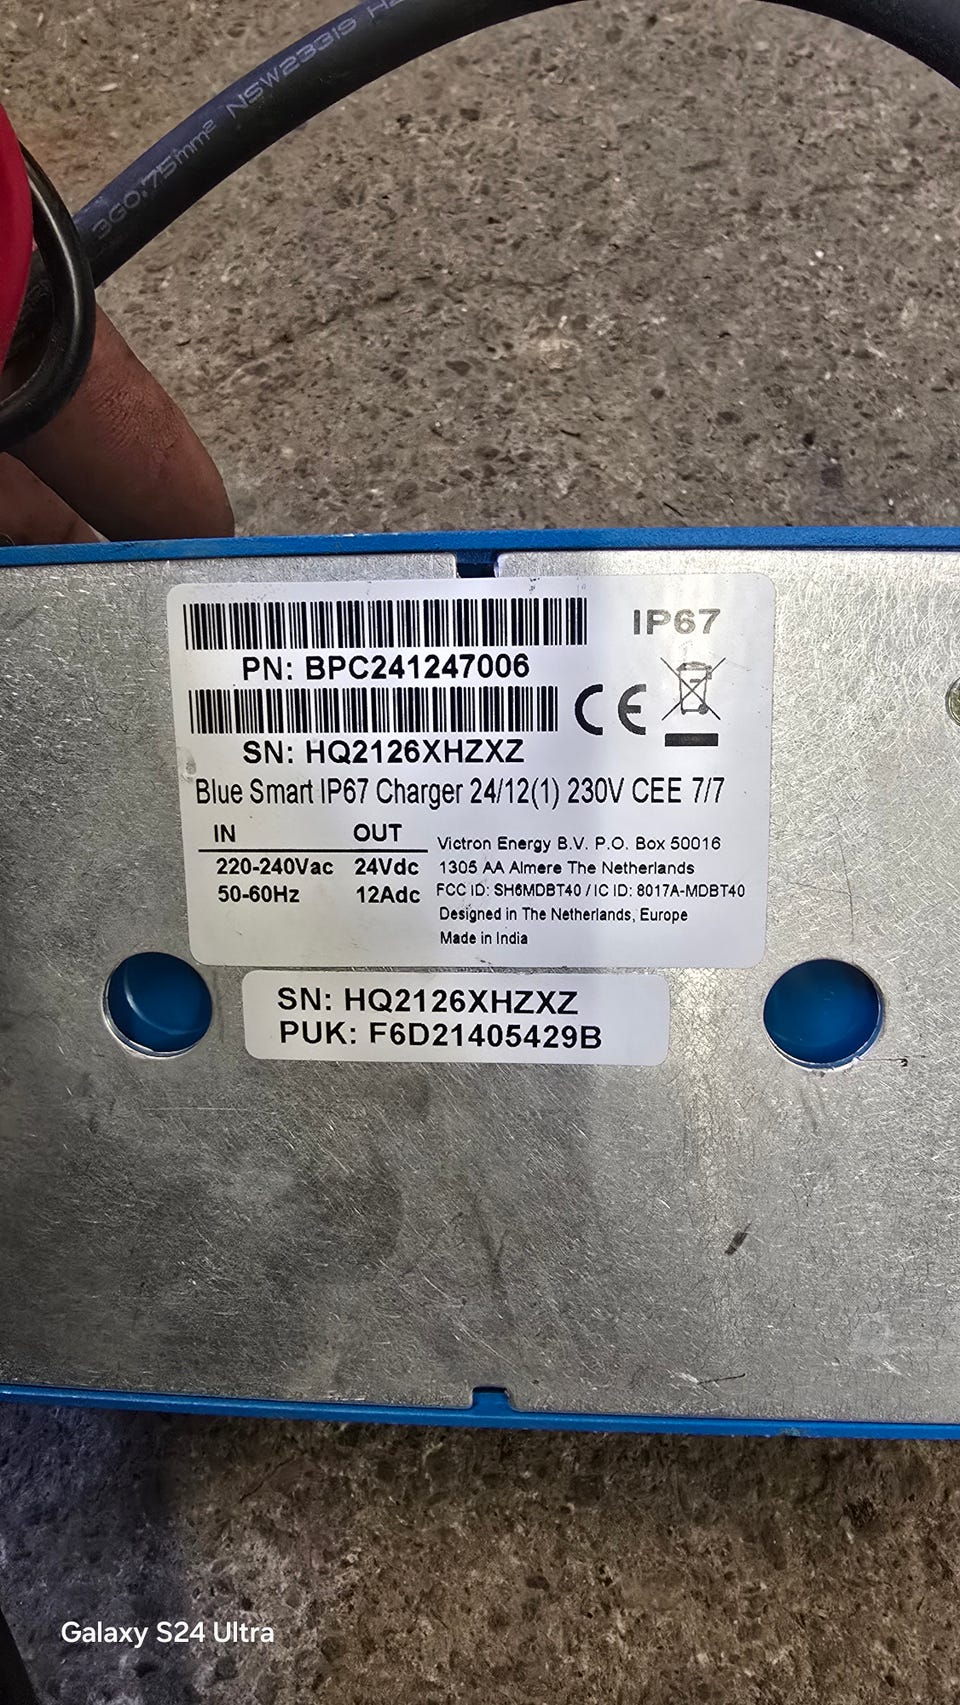 3G0.75mm² NSW23319
IP67
PN: BPC241247006
SN: HQ2126XHZXZ
CE
Blue Smart IP67 Charger 24/12(1) 230V CEE 7/7
IN OUT
220-240Vac 24Vdc
50-60Hz 12Adc
Victron Energy B.V. P.O. Box 50016
1305 AA Almere The Netherlands
FCC ID: SH6MDBT40 / IC ID: 8017A-MDBT40
Designed in The Netherlands, Europe
Made in India
SN: HQ2126XHZXZ
PUK: F6D21405429B
Galaxy S24 Ultra